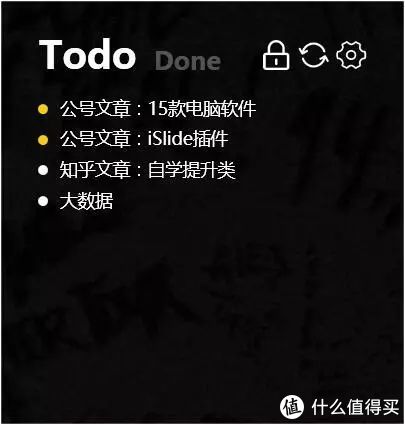 Todo Done
公号文章：15款电脑软件
公号文章：iSlide插件
知乎文章：自学提升类
大数据
值 什么值得买